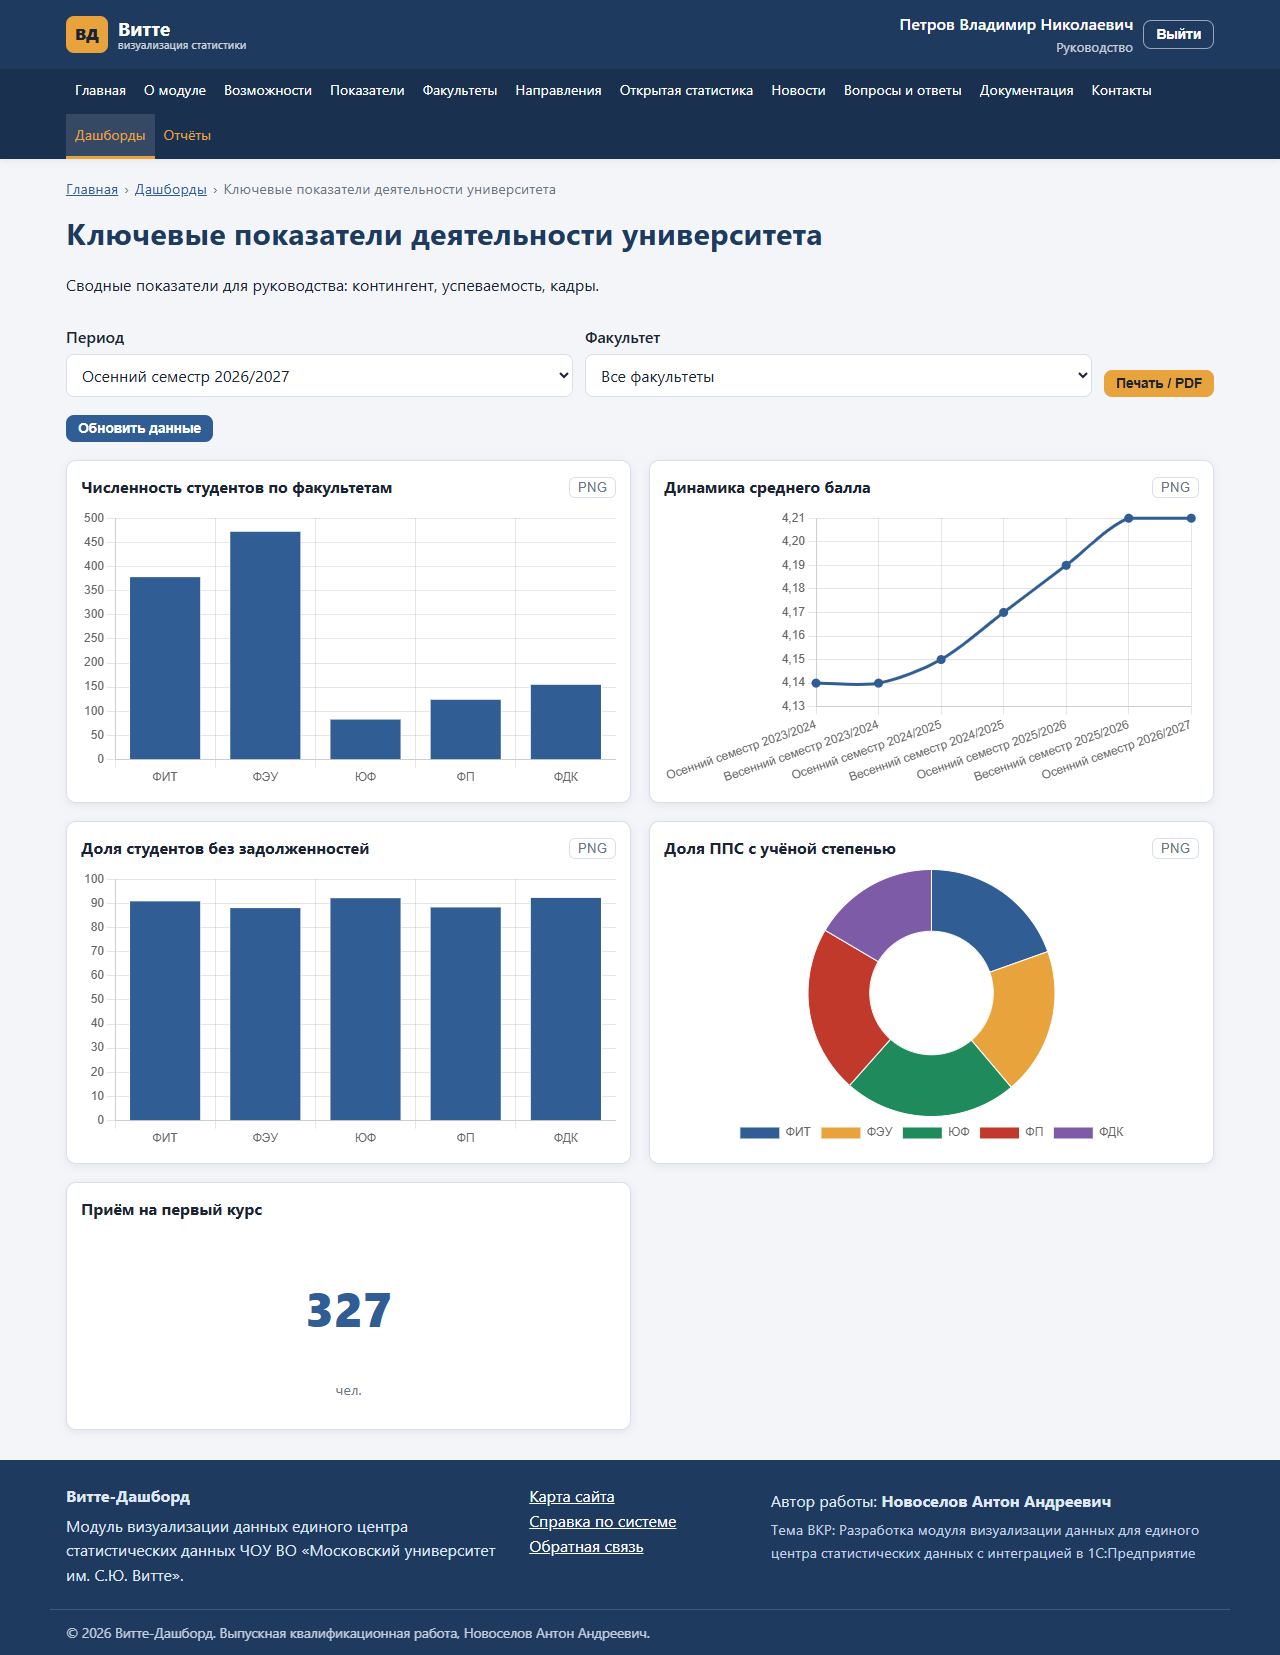 ВД
Витте
визуализация статистики
Петров Владимир Николаевич
Руководство
Выйти
Главная О модуле Возможности Показатели Факультеты Направления Открытая статистика Новости Вопросы и ответы Документация Контакты
Дашборды Отчёты
Главная › Дашборды › Ключевые показатели деятельности университета
Ключевые показатели деятельности университета
Сводные показатели для руководства: контингент, успеваемость, кадры.
Период
Осенний семестр 2026/2027
Факультет
Все факультеты
Печать / PDF
Обновить данные
Численность студентов по факультетам
PNG
500
450
400
350
300
250
200
150
100
50
0
ФИТ ФЭУ ЮФ ФП ФДК
Динамика среднего балла
PNG
4,21
4,20
4,19
4,18
4,17
4,16
4,15
4,14
4,13
Осенний семестр 2023/2024
Весенний семестр 2023/2024
Осенний семестр 2024/2025
Весенний семестр 2024/2025
Осенний семестр 2025/2026
Весенний семестр 2025/2026
Осенний семестр 2026/2027
Доля студентов без задолженностей
PNG
100
90
80
70
60
50
40
30
20
10
0
ФИТ ФЭУ ЮФ ФП ФДК
Доля ППС с учёной степенью
PNG
ФИТ ФЭУ ЮФ ФП ФДК
Приём на первый курс
327
чел.
Витте-Дашборд
Модуль визуализации данных единого центра
статистических данных ЧОУ ВО «Московский университет
им. С.Ю. Витте».
Карта сайта
Справка по системе
Обратная связь
Автор работы: Новоселов Антон Андреевич
Тема ВКР: Разработка модуля визуализации данных для единого
центра статистических данных с интеграцией в 1С:Предприятие
© 2026 Витте-Дашборд. Выпускная квалификационная работа, Новоселов Антон Андреевич.